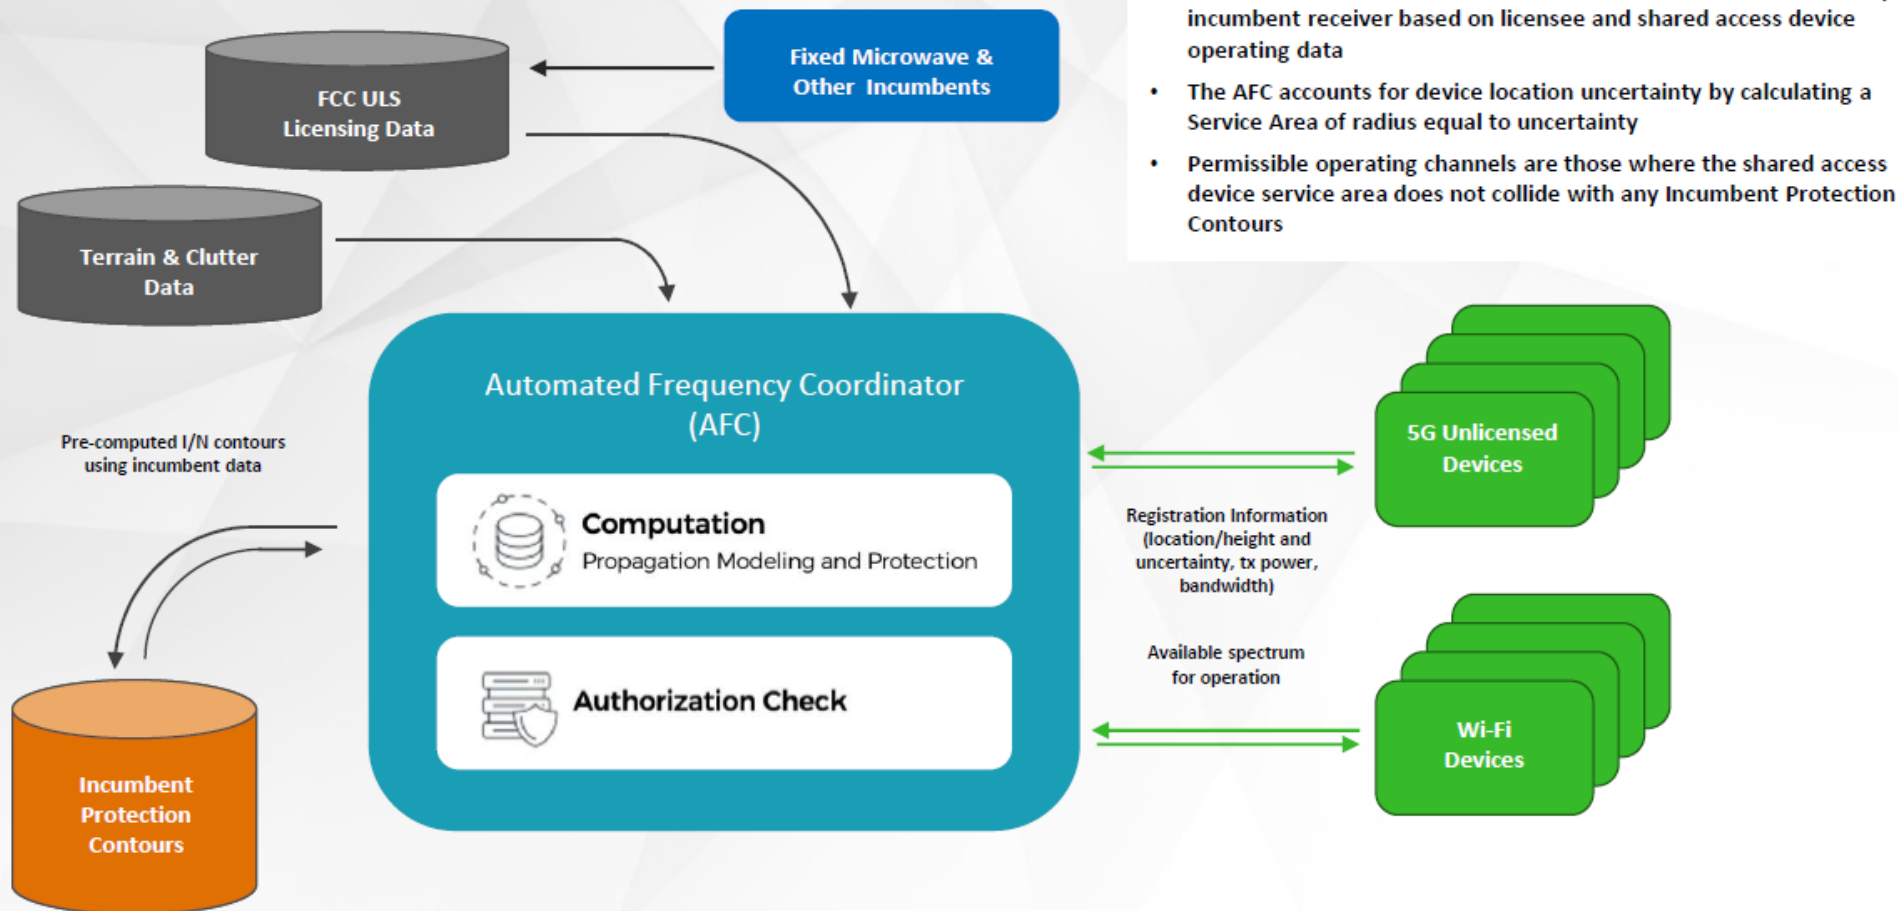 incumbent receiver based on licensee and shared access device
operating data
• The AFC accounts for device location uncertainty by calculating a
Service Area of radius equal to uncertainty
• Permissible operating channels are those where the shared access
device service area does not collide with any Incumbent Protection
Contours
Fixed Microwave &
Other Incumbents
FCC ULS
Licensing Data
Terrain & Clutter
Data
Automated Frequency Coordinator
(AFC)
Computation
Propagation Modeling and Protection
Authorization Check
Pre-computed I/N contours
using incumbent data
Incumbent
Protection
Contours
5G Unlicensed
Devices
Registration Information
(location/height and
uncertainty, tx power,
bandwidth)
Available spectrum
for operation
Wi-Fi
Devices